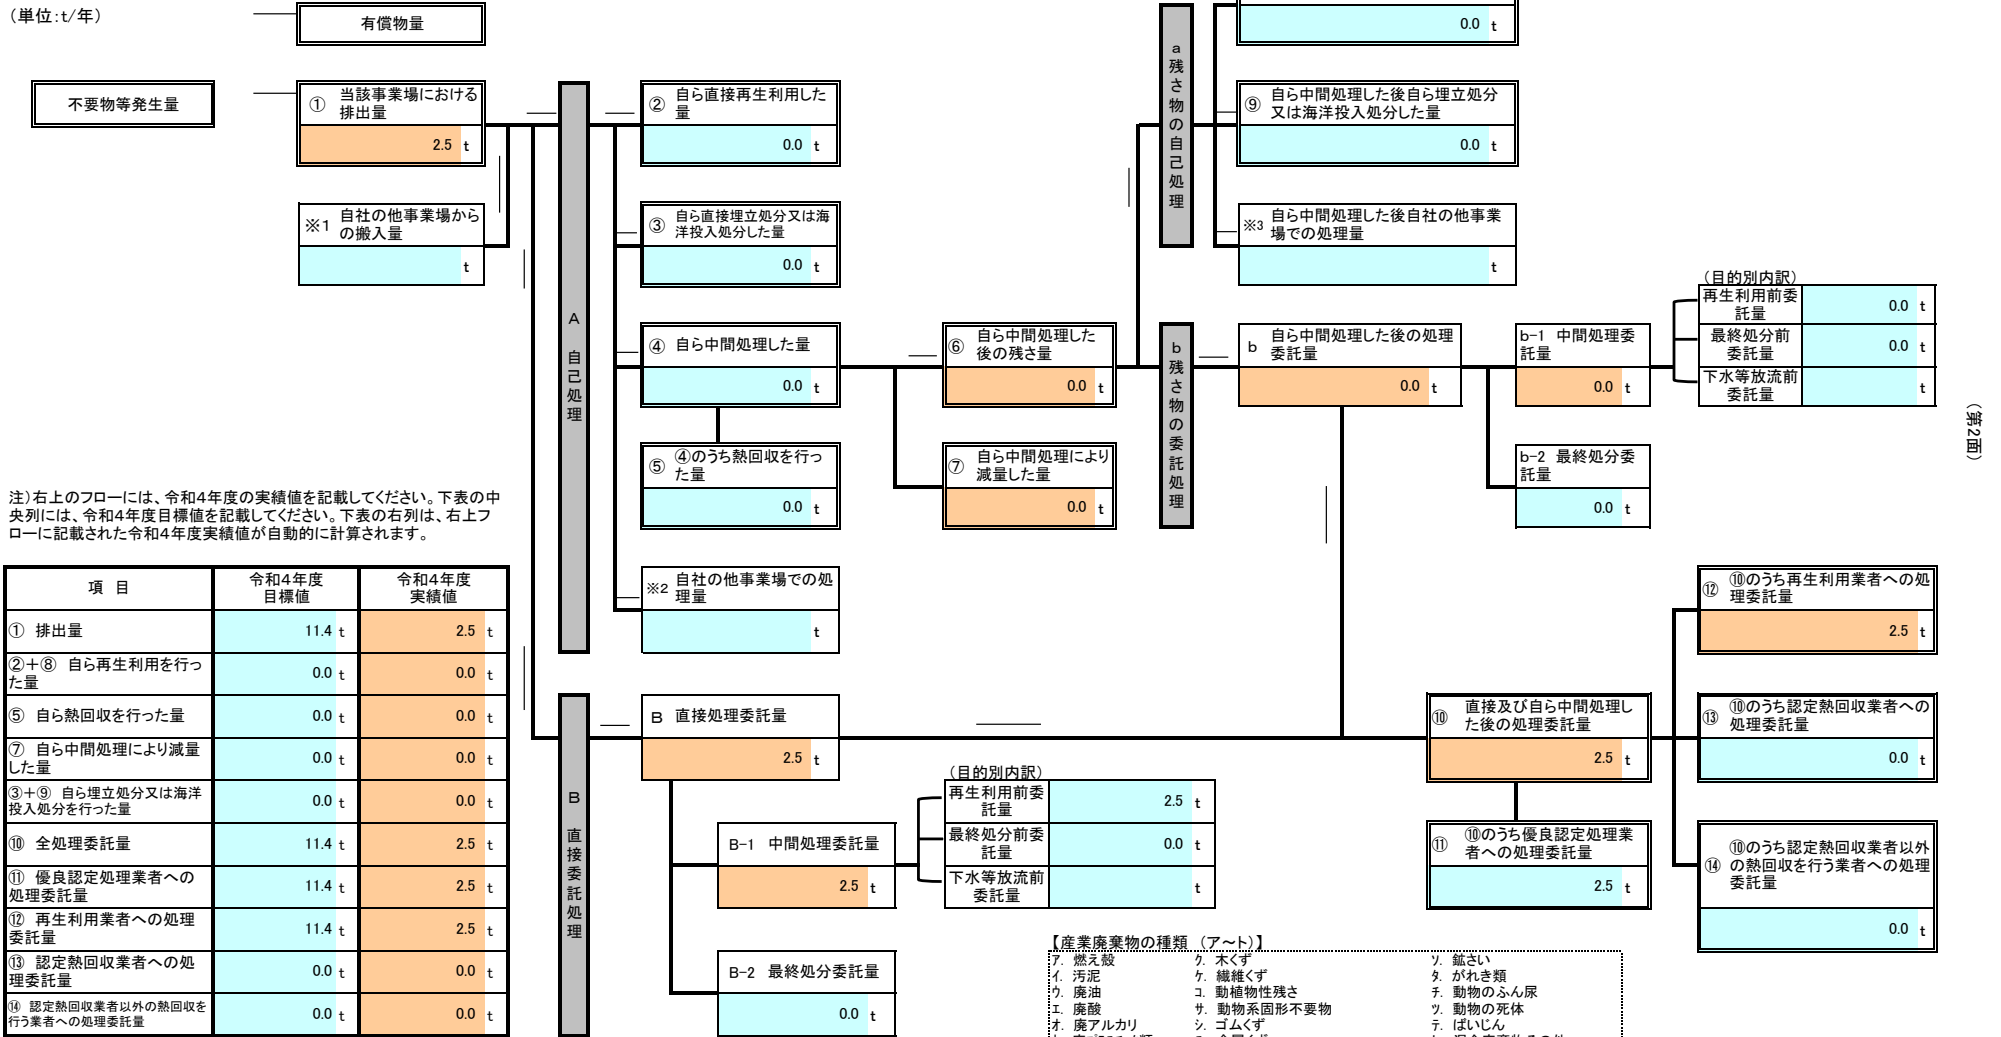 (単位:t/年)
有償物量
0.0 t
不要物等発生量
① 当該事業場における
排出量
2.5 t
※1 自社の他事業場から
の搬入量
t
A 自己処理
② 自ら直接再生利用した
量
0.0 t
③ 自ら直接埋立処分又は海
洋投入処分した量
0.0 t
④ 自ら中間処理した量
0.0 t
⑤ ④のうち熱回収を行っ
た量
0.0 t
※2 自社の他事業場での処
理量
t
⑥ 自ら中間処理した
後の残さ量
0.0 t
⑦ 自ら中間処理により
減量した量
0.0 t
a 残さ物の自己処理
⑨ 自ら中間処理した後自ら埋立処分
又は海洋投入処分した量
0.0 t
※3 自ら中間処理した後自社の他事業
場での処理量
t
b 残さ物の委託処理
b 自ら中間処理した後の処理
委託量
0.0 t
b-1 中間処理委
託量
0.0 t
b-2 最終処分委
託量
0.0 t
(目的別内訳)
再生利用前委
託量
0.0 t
最終処分前
委託量
0.0 t
下水等放流前
委託量
t
(第2面)
注)右上のフローには、令和4年度の実績値を記載してください。下表の中
央列には、令和4年度目標値を記載してください。下表の右列は、右上フ
ローに記載された令和4年度実績値が自動的に計算されます。
項 目 令和4年度
目標値 令和4年度
実績値
① 排出量 11.4 t 2.5 t
②+⑧ 自ら再生利用を行っ
た量 0.0 t 0.0 t
⑤ 自ら熱回収を行った量 0.0 t 0.0 t
⑦ 自ら中間処理により減量
した量 0.0 t 0.0 t
③+⑨ 自ら埋立処分又は海洋
投入処分を行った量 0.0 t 0.0 t
⑩ 全処理委託量 11.4 t 2.5 t
⑪ 優良認定処理業者への
処理委託量 11.4 t 2.5 t
⑫ 再生利用業者への処理
委託量 11.4 t 2.5 t
⑬ 認定熱回収業者への処
理委託量 0.0 t 0.0 t
⑭ 認定熱回収業者以外の熱回収を
行う業者への処理委託量 0.0 t 0.0 t
B 直接委託処理
B 直接処理委託量
2.5 t
B-1 中間処理委託量
2.5 t
B-2 最終処分委託量
0.0 t
(目的別内訳)
再生利用前委
託量
2.5 t
最終処分前委
託量
0.0 t
下水等放流前
委託量
t
⑩ 直接及び自ら中間処理し
た後の処理委託量
2.5 t
⑪ ⑩のうち優良認定処理業
者への処理委託量
2.5 t
⑫ ⑩のうち再生利用業者への処
理委託量
2.5 t
⑬ ⑩のうち認定熱回収業者への
処理委託量
0.0 t
⑭ ⑩のうち認定熱回収業者以外
の熱回収を行う業者への処理
委託量
0.0 t
【産業廃棄物の種類 (ア~ト)】
ア. 燃え殻 ク. 木くず ソ. 鉱さい
イ. 汚泥 ケ. 繊維くず タ. がれき類
ウ. 廃油 コ. 動植物性残さ チ. 動物のふん尿
エ. 廃酸 サ. 動物系固形不要物 ツ. 動物の死体
オ. 廃アルカリ シ. ゴムくず テ. ばいじん